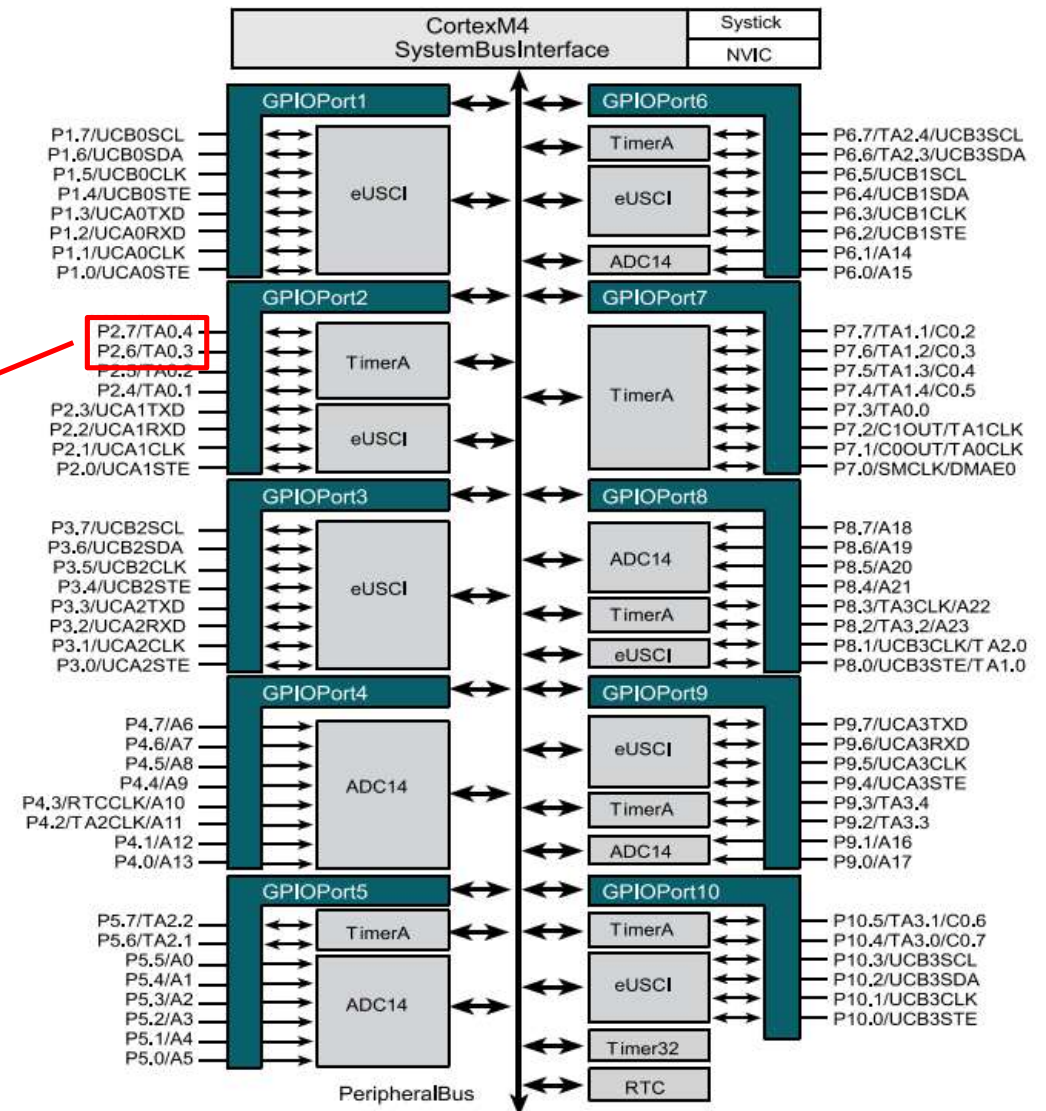 CortexM4
SystemBusInterface
Systick
NVIC
GPIOPort1
P1.7/UCB0SCL
P1.6/UCB0SDA
P1.5/UCB0CLK
P1.4/UCB0STE
P1.3/UCA0TXD
P1.2/UCA0RXD
P1.1/UCA0CLK
P1.0/UCA0STE
eUSCI
GPIOPort2
P2.7/TA0.4
P2.6/TA0.3
P2.5/TA0.2
P2.4/TA0.1
P2.3/UCA1TXD
P2.2/UCA1RXD
P2.1/UCA1CLK
P2.0/UCA1STE
TimerA
eUSCI
GPIOPort3
P3.7/UCB2SCL
P3.6/UCB2SDA
P3.5/UCB2CLK
P3.4/UCB2STE
P3.3/UCA2TXD
P3.2/UCA2RXD
P3.1/UCA2CLK
P3.0/UCA2STE
eUSCI
GPIOPort4
P4.7/A6
P4.6/A7
P4.5/A8
P4.4/A9
P4.3/RTCCLK/A10
P4.2/TA2CLK/A11
P4.1/A12
P4.0/A13
ADC14
GPIOPort5
P5.7/TA2.2
P5.6/TA2.1
P5.5/A0
P5.4/A1
P5.3/A2
P5.2/A3
P5.1/A4
P5.0/A5
TimerA
ADC14
PeripheralBus
GPIOPort6
TimerA
eUSCI
ADC14
P6.7/TA2.4/UCB3SCL
P6.6/TA2.3/UCB3SDA
P6.5/UCB1SCL
P6.4/UCB1SDA
P6.3/UCB1CLK
P6.2/UCB1STE
P6.1/A14
P6.0/A15
GPIOPort7
TimerA
P7.7/TA1.1/C0.2
P7.6/TA1.2/C0.3
P7.5/TA1.3/C0.4
P7.4/TA1.4/C0.5
P7.3/TA0.0
P7.2/C1OUT/TA1CLK
P7.1/C0OUT/TA0CLK
P7.0/SMCLK/DMAE0
GPIOPort8
ADC14
TimerA
eUSCI
P8.7/A18
P8.6/A19
P8.5/A20
P8.4/A21
P8.3/TA3CLK/A22
P8.2/TA3.2/A23
P8.1/UCB3CLK/TA2.0
P8.0/UCB3STE/TA1.0
GPIOPort9
eUSCI
TimerA
ADC14
P9.7/UCA3TXD
P9.6/UCA3RXD
P9.5/UCA3CLK
P9.4/UCA3STE
P9.3/TA3.4
P9.2/TA3.3
P9.1/A16
P9.0/A17
GPIOPort10
TimerA
eUSCI
P10.5/TA3.1/C0.6
P10.4/TA3.0/C0.7
P10.3/UCB3SCL
P10.2/UCB3SDA
P10.1/UCB3CLK
P10.0/UCB3STE
Timer32
RTC